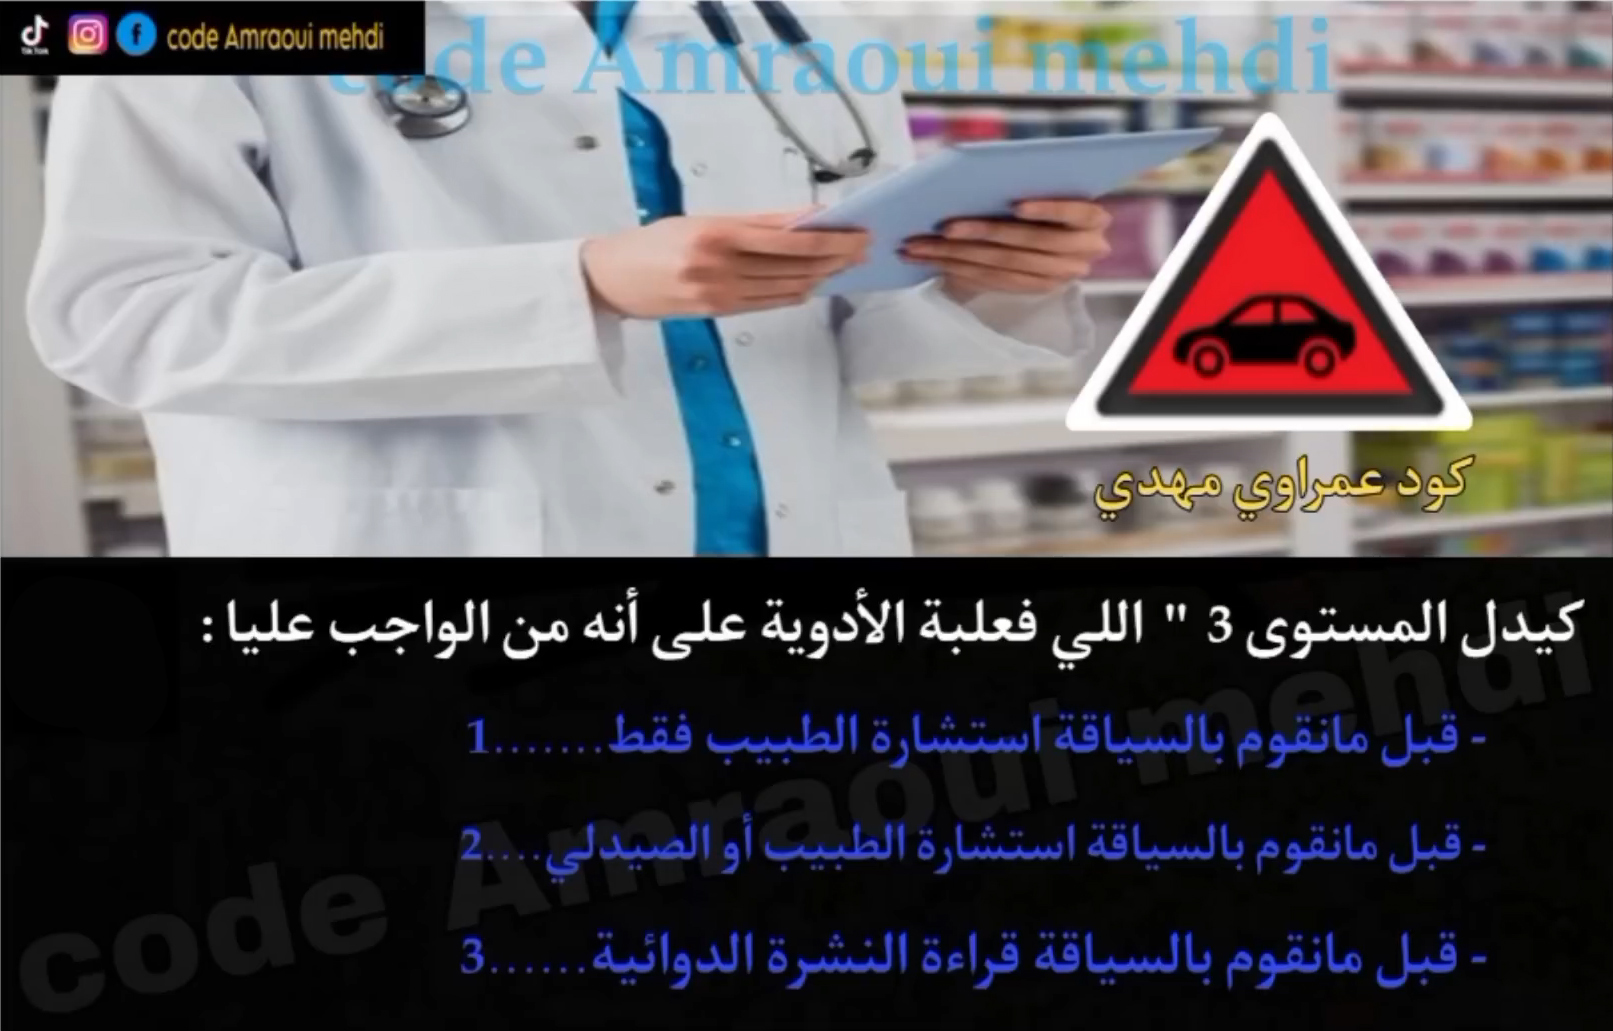 code Amraoui mehdi
code Amraoui mehdi
كود عمراوي مهدي
كيدل المستوى 3 " اللي فعلبة الأدوية على أنه من الواجب عليا :
- قبل مانقوم بالسياقة استشارة الطبيب فقط.......1
- قبل مانقوم بالسياقة استشارة الطبيب أو الصيدلي....2
- قبل مانقوم بالسياقة قراءة النشرة الدوائية......3
code Amraoui mehdi